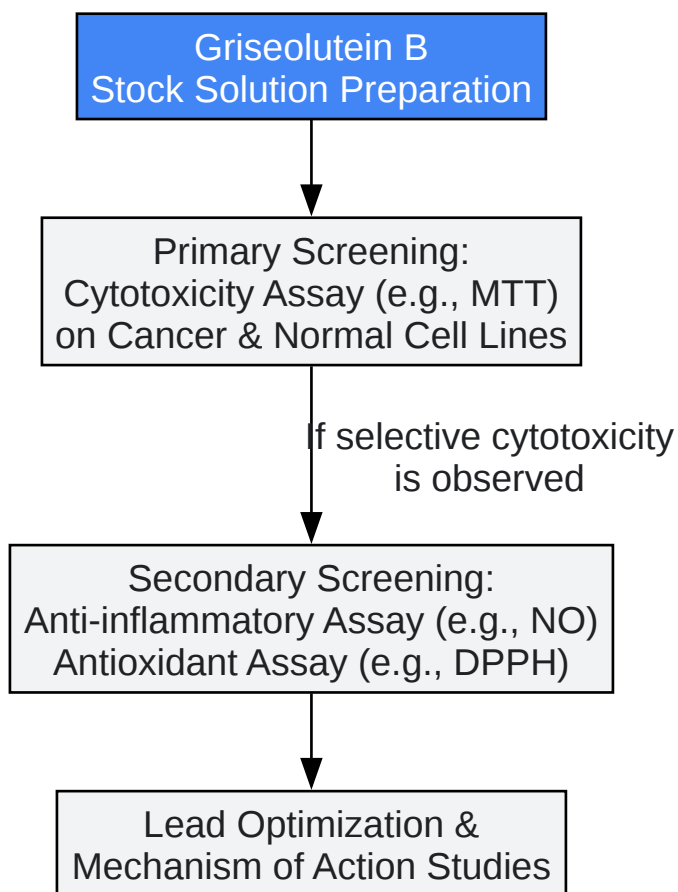 Griseolutein B
Stock Solution Preparation
Primary Screening:
Cytotoxicity Assay (e.g., MTT)
on Cancer & Normal Cell Lines
If selective cytotoxicity
is observed
Secondary Screening:
Anti-inflammatory Assay (e.g., NO)
Antioxidant Assay (e.g., DPPH)
Lead Optimization &
Mechanism of Action Studies